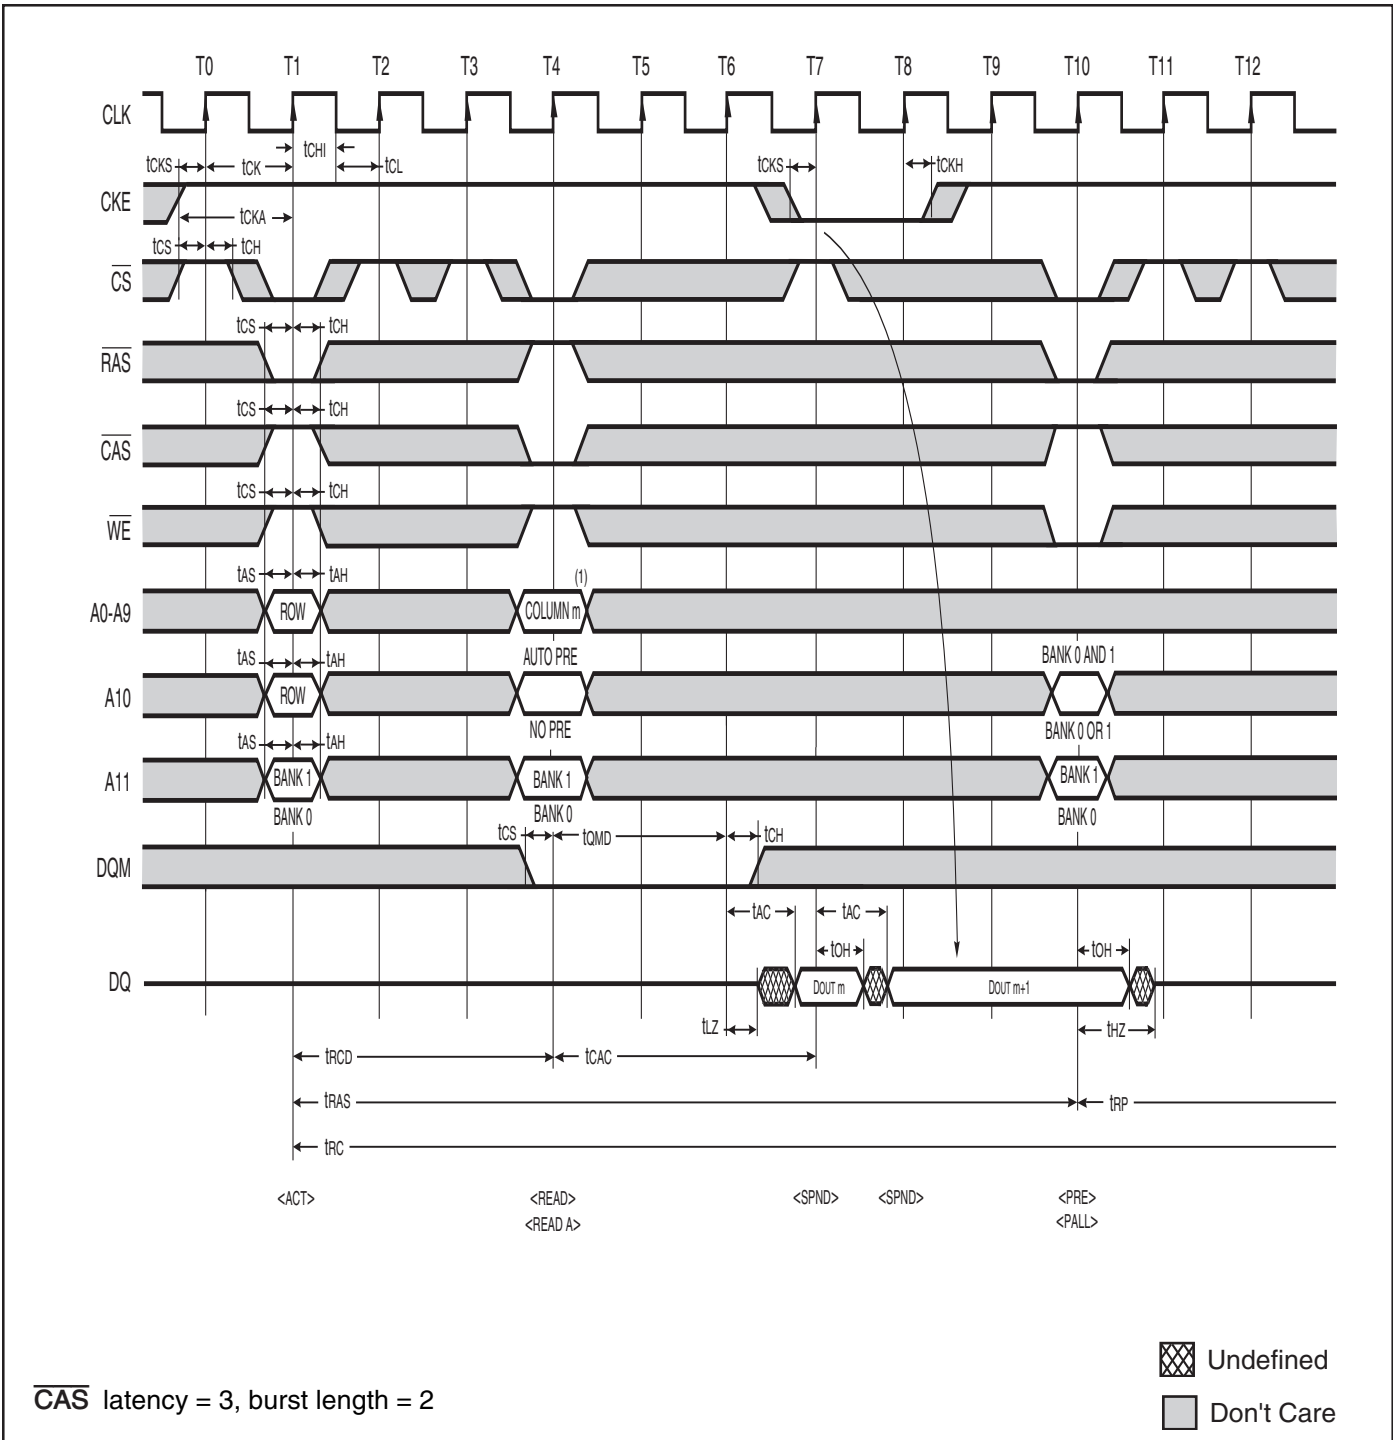 T0 T1 T2 T3 T4 T5 T6 T7 T8 T9 T10 T11 T12
CLK
tCHI
tCKS tCK tCL tCKS tCKH
CKE
tCKA
tCS tCH
CS
tCS tCH
RAS
tCS tCH
CAS
tCS tCH
WE
tAS tAH (1)
A0-A9 ROW COLUMN m
tAS tAH AUTO PRE BANK 0 AND 1
A10 ROW
NO PRE BANK 0 OR 1
tAS tAH
A11 BANK 1 BANK 1 BANK 1
BANK 0 BANK 0 BANK 0
tCS tQMD tCH
DQM
tAC tAC
tOH tOH
DQ DOUT m DOUT m+1
tLZ tHZ
tRCD tCAC
tRAS tRP
tRC
<ACT> <READ> <SPND> <SPND> <PRE>
<READ A> <PALL>
Undefined
CAS latency = 3, burst length = 2
Don't Care